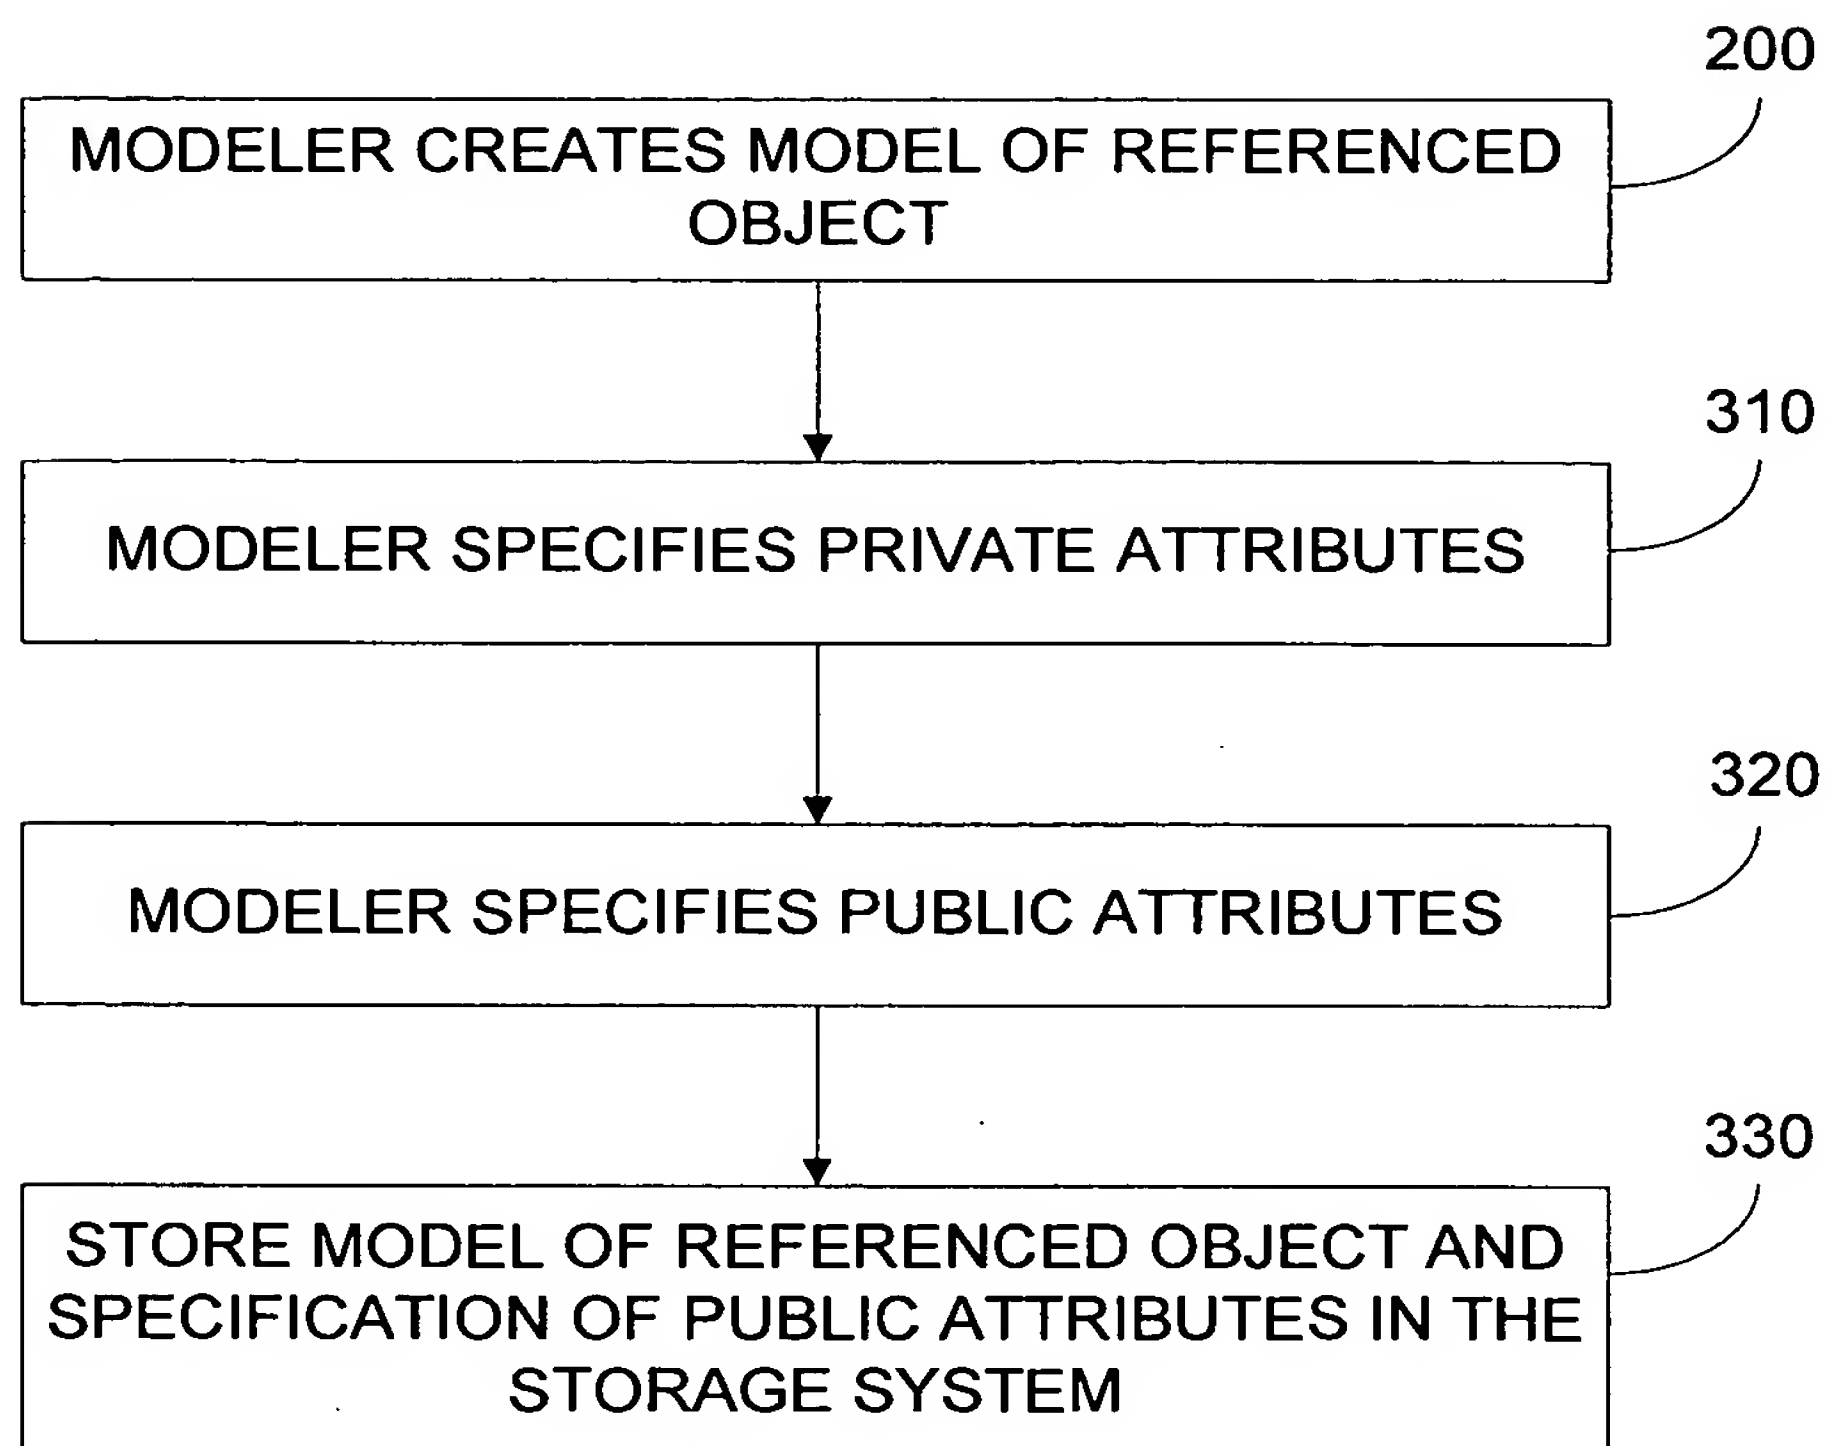 200
MODELER CREATES MODEL OF REFERENCED
OBJECT
310
MODELER SPECIFIES PRIVATE ATTRIBUTES
320
MODELER SPECIFIES PUBLIC ATTRIBUTES
330
STORE MODEL OF REFERENCED OBJECT AND
SPECIFICATION OF PUBLIC ATTRIBUTES IN THE
STORAGE SYSTEM